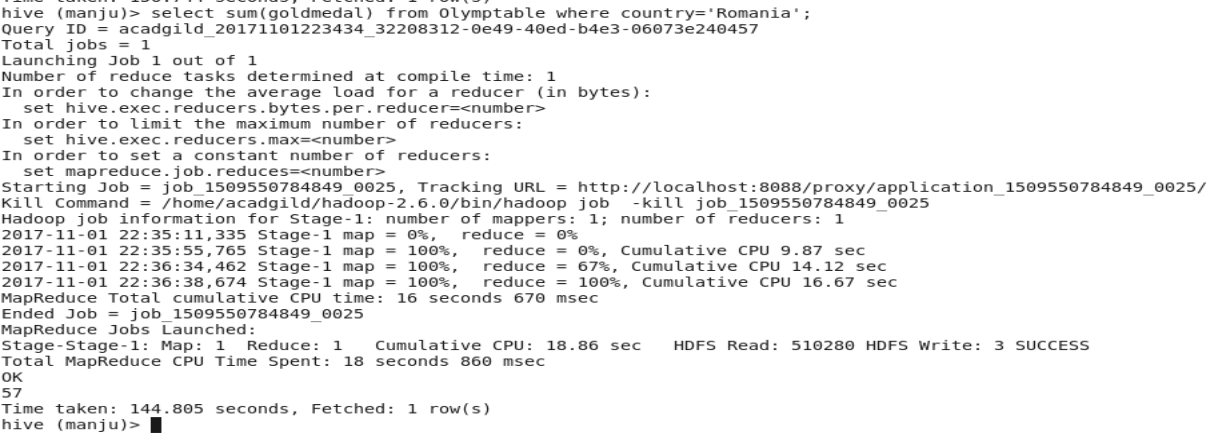 Time taken: 150.744 seconds, Fetched: 1 row(s)
hive (manju)> select sum(goldmedal) from Olymptable where country='Romania';
Query ID = acadgild_20171101223434_32208312-0e49-40ed-b4e3-06073e240457
Total jobs = 1
Launching Job 1 out of 1
Number of reduce tasks determined at compile time: 1
In order to change the average load for a reducer (in bytes):
  set hive.exec.reducers.bytes.per.reducer=<number>
In order to limit the maximum number of reducers:
  set hive.exec.reducers.max=<number>
In order to set a constant number of reducers:
  set mapreduce.job.reduces=<number>
Starting Job = job_1509550784849_0025, Tracking URL = http://localhost:8088/proxy/application_1509550784849_0025/
Kill Command = /home/acadgild/hadoop-2.6.0/bin/hadoop job  -kill job_1509550784849_0025
Hadoop job information for Stage-1: number of mappers: 1; number of reducers: 1
2017-11-01 22:35:11,335 Stage-1 map = 0%,  reduce = 0%
2017-11-01 22:35:55,765 Stage-1 map = 100%,  reduce = 0%, Cumulative CPU 9.87 sec
2017-11-01 22:36:34,462 Stage-1 map = 100%,  reduce = 67%, Cumulative CPU 14.12 sec
2017-11-01 22:36:38,674 Stage-1 map = 100%,  reduce = 100%, Cumulative CPU 16.67 sec
MapReduce Total cumulative CPU time: 16 seconds 670 msec
Ended Job = job_1509550784849_0025
MapReduce Jobs Launched:
Stage-Stage-1: Map: 1  Reduce: 1   Cumulative CPU: 18.86 sec   HDFS Read: 510280 HDFS Write: 3 SUCCESS
Total MapReduce CPU Time Spent: 18 seconds 860 msec
OK
57
Time taken: 144.805 seconds, Fetched: 1 row(s)
hive (manju)>